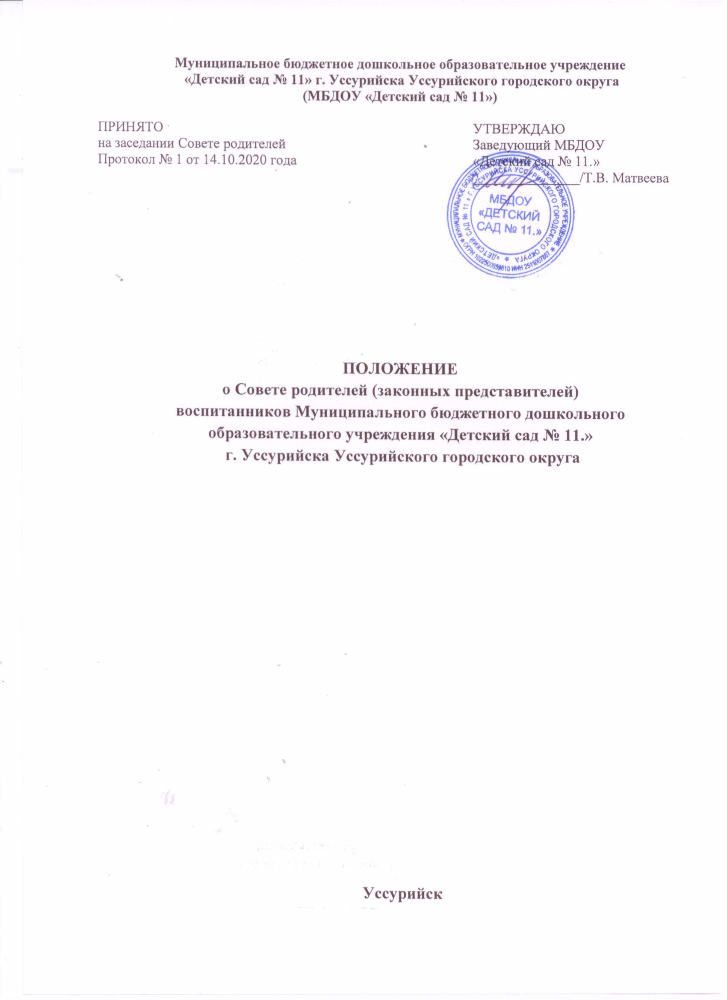 Муниципальное бюджетное дошкольное образовательное учреждение
«Детский сад № 11» г. Уссурийска Уссурийского городского округа
(МБДОУ «Детский сад № 11»)
ПРИНЯТО
на заседании Совете родителей
Протокол № 1 от 14.10.2020 года
УТВЕРЖДАЮ
Заведующий МБДОУ
«Детский сад № 11.»
/Т.В. Матвеева
МУНИЦИПАЛЬНОЕ БЮДЖЕТНОЕ ДОШКОЛЬНОЕ ОБРАЗОВАТЕЛЬНОЕ УЧРЕЖДЕНИЕ
ОГРН 1022500859810 ИНН 2511007867
«ДЕТСКИЙ САД № 11» Г. УССУРИЙСКА УССУРИЙСКОГО ГОРОДСКОГО ОКРУГА
МБДОУ
«ДЕТСКИЙ
САД № 11.»
ПОЛОЖЕНИЕ
о Совете родителей (законных представителей)
воспитанников Муниципального бюджетного дошкольного
образовательного учреждения «Детский сад № 11.»
г. Уссурийска Уссурийского городского округа
Уссурийск